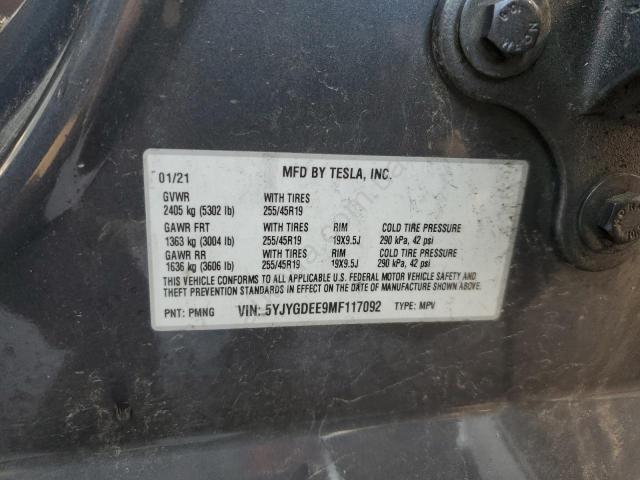 01/21 MFD BY TESLA, INC.
GVWR WITH TIRES
2405 kg (5302 lb) 255/45R19
GAWR FRT WITH TIRES RIM COLD TIRE PRESSURE
1363 kg (3004 lb) 255/45R19 19X9.5J 290 kPa, 42 psi
GAWR RR WITH TIRES RIM COLD TIRE PRESSURE
1636 kg (3606 lb) 255/45R19 19X9.5J 290 kPa, 42 psi
THIS VEHICLE CONFORMS TO ALL APPLICABLE U.S. FEDERAL MOTOR VEHICLE SAFETY AND
THEFT PREVENTION STANDARDS IN EFFECT ON THE DATE OF MANUFACTURE SHOWN ABOVE.
PNT: PMNG VIN: 5YJYGDEE9MF117092 TYPE: MPV